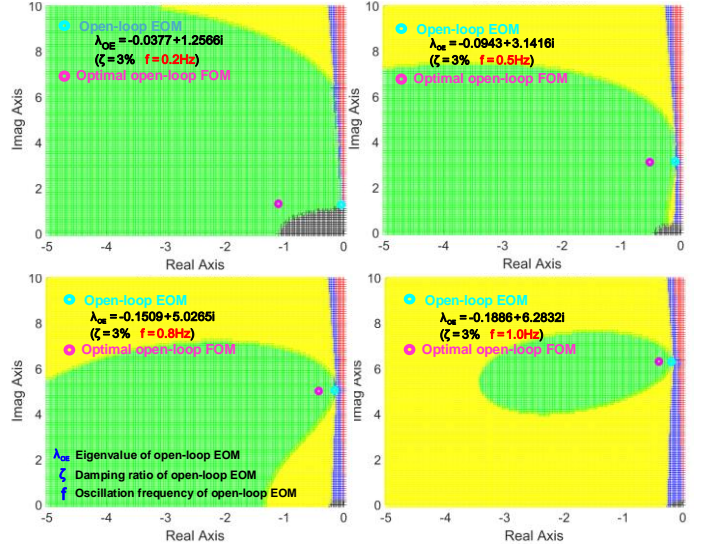 10
8
6
4
2
0
Imag Axis
Open-loop EOM
λOE =-0.0377+1.2566i
(ζ = 3% f = 0.2Hz)
Optimal open-loop FOM
-5 -4 -3 -2 -1 0
Real Axis
10
8
6
4
2
0
Imag Axis
Open-loop EOM
λOE =-0.0943+3.1416i
(ζ = 3% f = 0.5Hz)
Optimal open-loop FOM
-5 -4 -3 -2 -1 0
Real Axis
10
8
6
4
2
0
Imag Axis
Open-loop EOM
λOE =-0.1509+5.0265i
(ζ = 3% f = 0.8Hz)
Optimal open-loop FOM
λOE Eigenvalue of open-loop EOM
ζ Damping ratio of open-loop EOM
f Oscillation frequency of open-loop EOM
-5 -4 -3 -2 -1 0
Real Axis
10
8
6
4
2
0
Imag Axis
Open-loop EOM
λOE =-0.1886+6.2832i
(ζ = 3% f = 1.0Hz)
Optimal open-loop FOM
-5 -4 -3 -2 -1 0
Real Axis